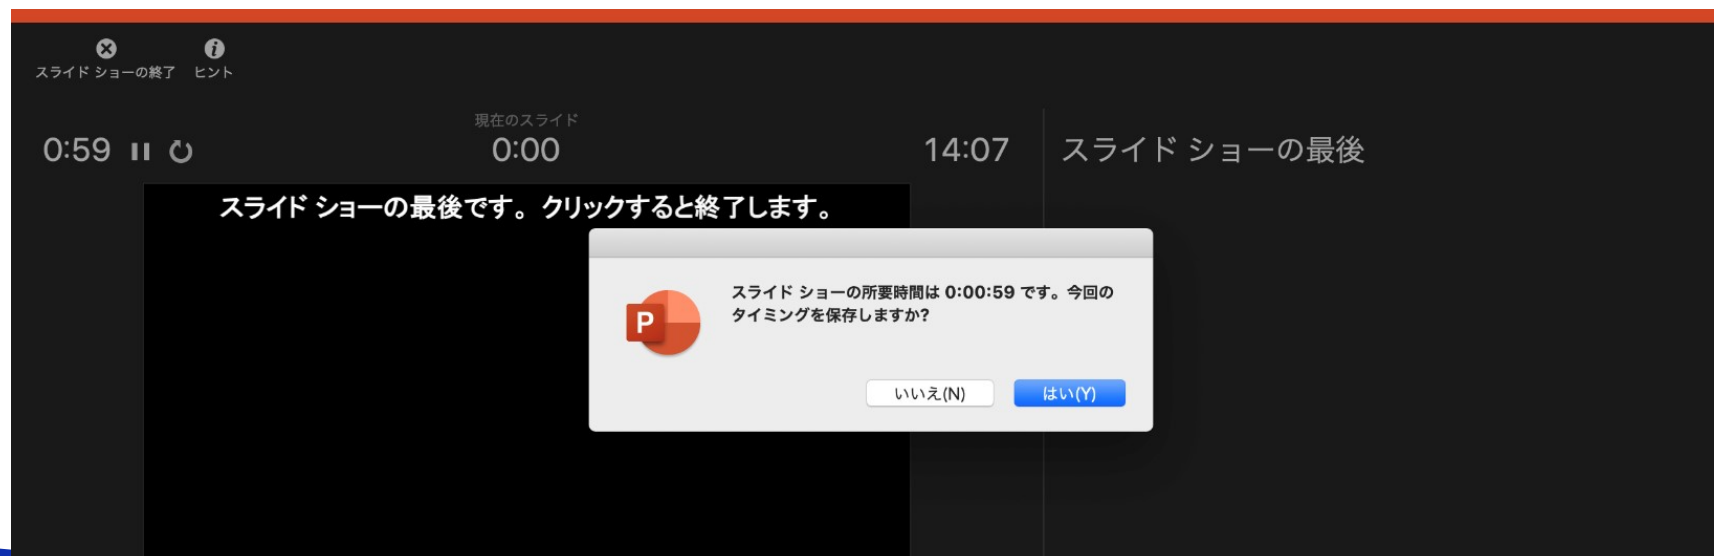 スライド ショーの終了 ヒント
現在のスライド
0:59 0:00 14:07 スライド ショーの最後
スライド ショーの最後です。クリックすると終了します。
スライド ショーの所要時間は 0:00:59 です。今回の
タイミングを保存しますか?
P
いいえ(N) はい(Y)